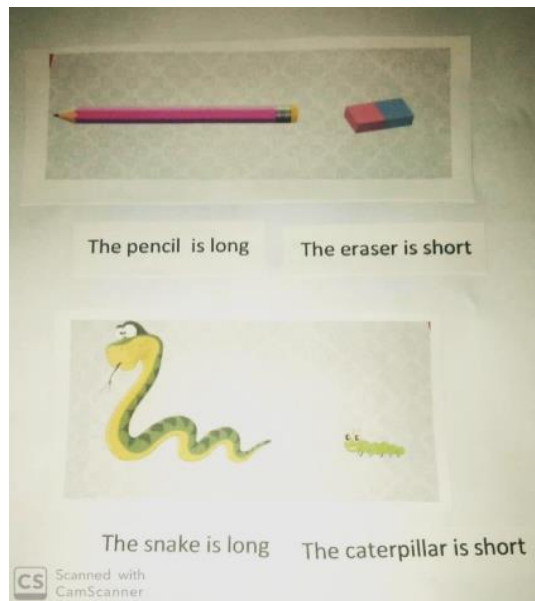 The pencil is long
The eraser is short
The snake is long
The caterpillar is short
CS
Scanned with
CamScanner